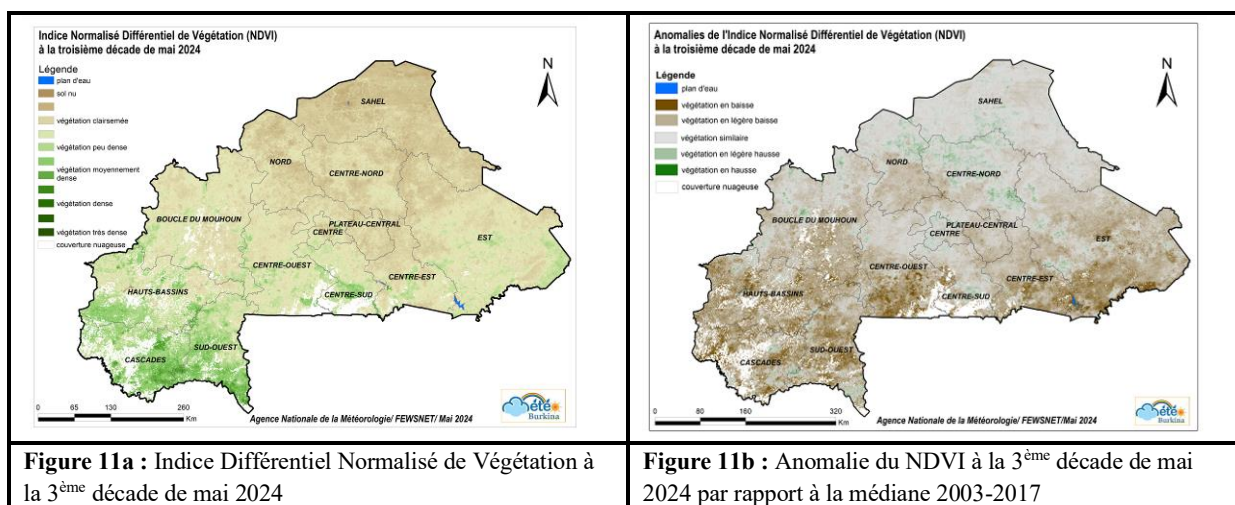 Indice Normalisé Différentiel de Végétation (NDVI)
à la troisième décade de mai 2024
Légende
plan d'eau
sol nu
végétation clairsemée
végétation peu dense
végétation moyennement
dense
végétation dense
végétation très dense
couverture nuageuse
N
SAHEL
NORD
CENTRE-NORD
BOUCLE DU MOUHOUN
PLATEAU-CENTRAL
CENTRE
EST
CENTRE-OUEST
CENTRE-EST
HAUTS-BASSINS
CENTRE-SUD
SUD-OUEST
CASCADES
0 65 130 260
Km
Agence Nationale de la Météorologie/ FEWSNET/ Mai 2024
été
Burkina
Anomalies de l'Indice Normalisé Différentiel de Végétation (NDVI)
à la troisième décade de mai 2024
Légende
plan d'eau
végétation en baisse
végétation en légère baisse
végétation similaire
végétation en légère hausse
végétation en hausse
couverture nuageuse
N
SAHEL
NORD
CENTRE-NORD
BOUCLE DU MOUHOUN
PLATEAU-CENTRAL
CENTRE
EST
CENTRE-OUEST
CENTRE-EST
HAUTS-BASSINS
CENTRE-SUD
SUD-OUEST
CASCADES
0 80 160 320
Km
Agence Nationale de la Météorologie/ FEWSNET/Mai 2024
été
Burkina
Figure 11a : Indice Différentiel Normalisé de Végétation à
la 3ème décade de mai 2024
Figure 11b : Anomalie du NDVI à la 3ème décade de mai
2024 par rapport à la médiane 2003-2017